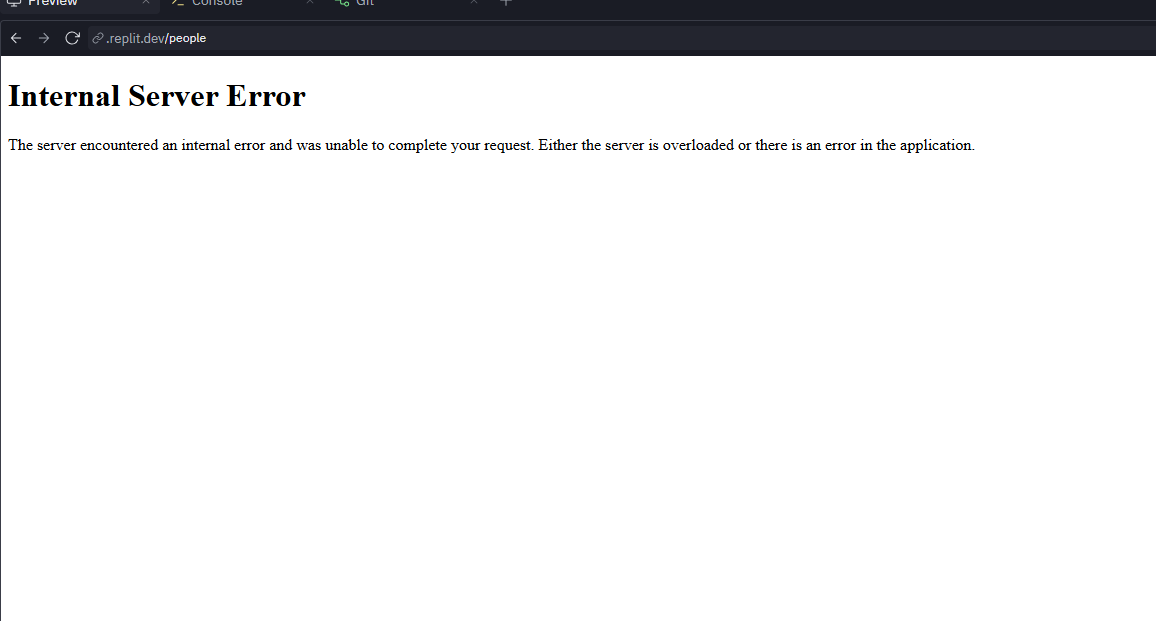 Preview Console Git
.replit.dev/people
Internal Server Error
The server encountered an internal error and was unable to complete your request. Either the server is overloaded or there is an error in the application.